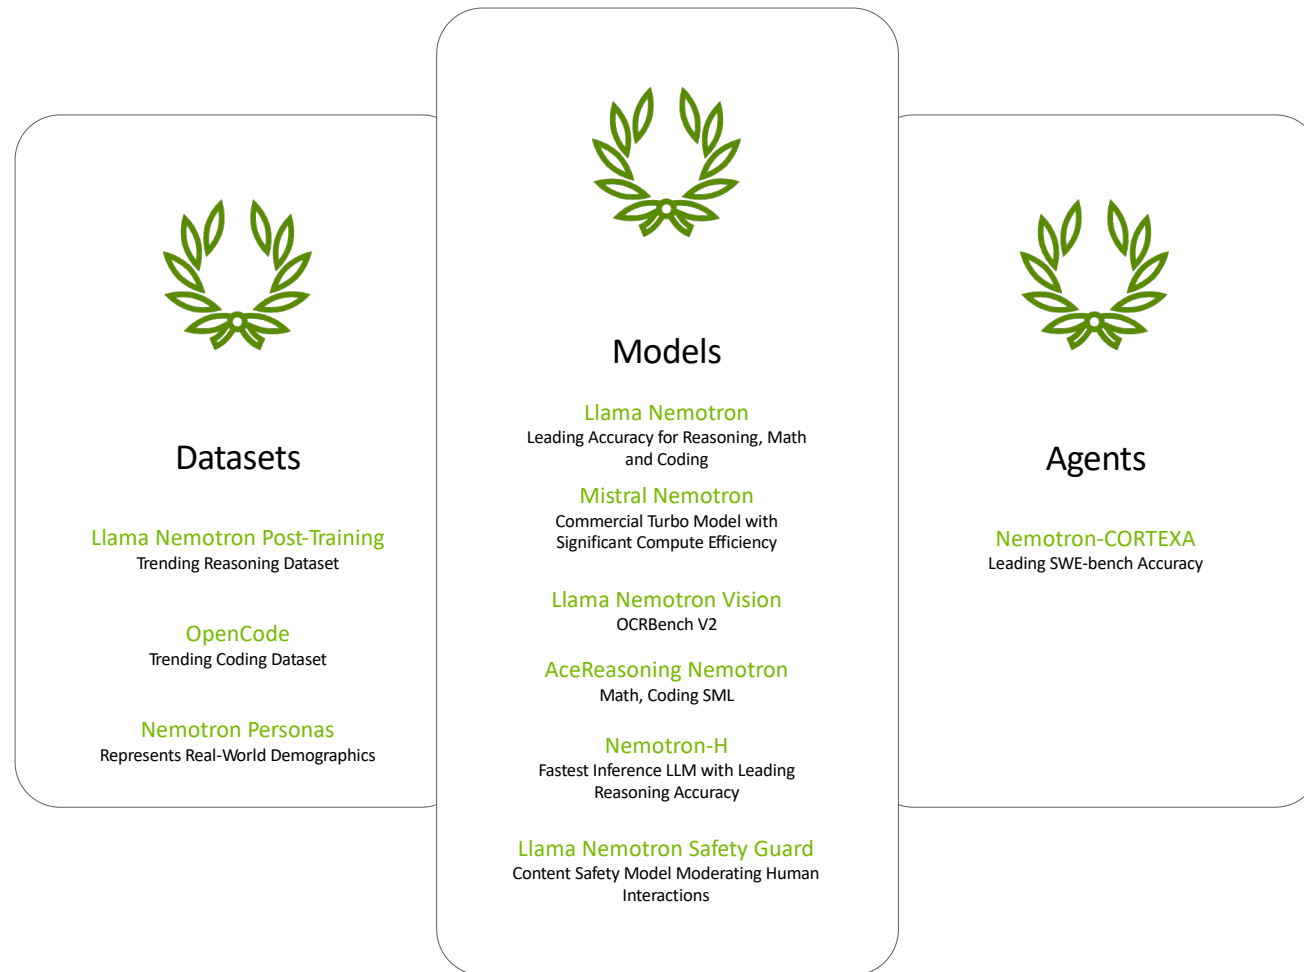 Datasets
Llama Nemotron Post-Training
Trending Reasoning Dataset
OpenCode
Trending Coding Dataset
Nemotron Personas
Represents Real-World Demographics
Models
Llama Nemotron
Leading Accuracy for Reasoning, Math
and Coding
Mistral Nemotron
Commercial Turbo Model with
Significant Compute Efficiency
Llama Nemotron Vision
OCRBench V2
AceReasoning Nemotron
Math, Coding SML
Nemotron-H
Fastest Inference LLM with Leading
Reasoning Accuracy
Llama Nemotron Safety Guard
Content Safety Model Moderating Human
Interactions
Agents
Nemotron-CORTEXA
Leading SWE-bench Accuracy